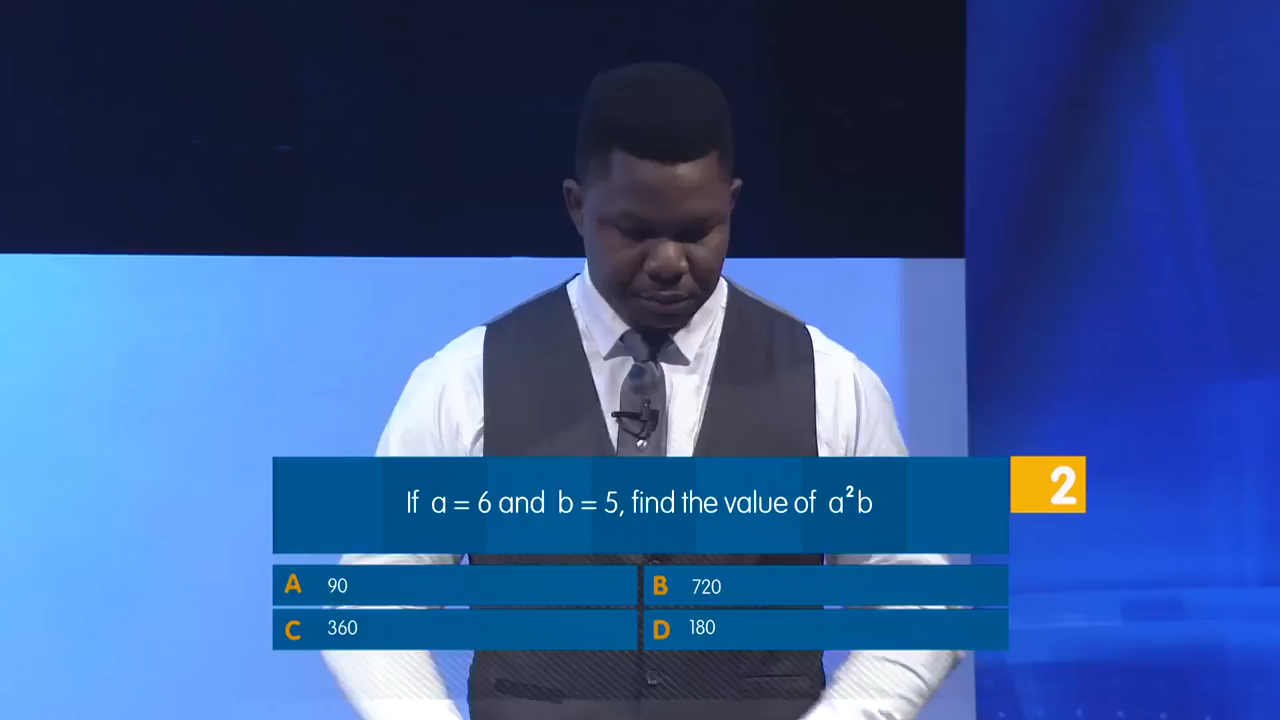 If a = 6 and b = 5, find the value of a²b
2
A 90
B 720
C 360
D 180